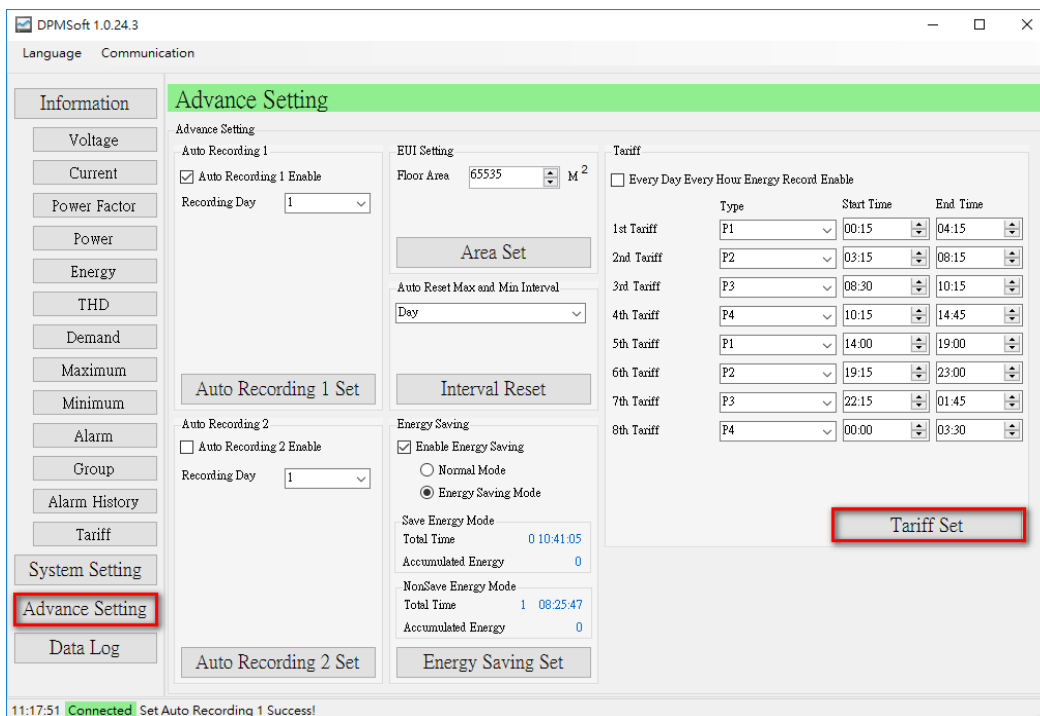 DPMSoft 1.0.24.3
Language Communication
Information
Voltage
Current
Power Factor
Power
Energy
THD
Demand
Maximum
Minimum
Alarm
Group
Alarm History
Tariff
System Setting
Advance Setting
Data Log
Advance Setting
Advance Setting
Auto Recording 1
Auto Recording 1 Enable
Recording Day 1
Auto Recording 1 Set
Auto Recording 2
Auto Recording 2 Enable
Recording Day 1
Auto Recording 2 Set
EUI Setting
Floor Area 65535 M 2
Area Set
Auto Reset Max and Min Interval
Day
Interval Reset
Energy Saving
Enable Energy Saving
Normal Mode
Energy Saving Mode
Save Energy Mode
Total Time 0 10:41:05
Accumulated Energy 0
NonSave Energy Mode
Total Time 1 08:25:47
Accumulated Energy 0
Energy Saving Set
Tariff
Every Day Every Hour Energy Record Enable
Type Start Time End Time
1st Tariff P1 00:15 04:15
2nd Tariff P2 03:15 08:15
3rd Tariff P3 08:30 10:15
4th Tariff P4 10:15 14:45
5th Tariff P1 14:00 19:00
6th Tariff P2 19:15 23:00
7th Tariff P3 22:15 01:45
8th Tariff P4 00:00 03:30
Tariff Set
11:17:51 Connected Set Auto Recording 1 Success!